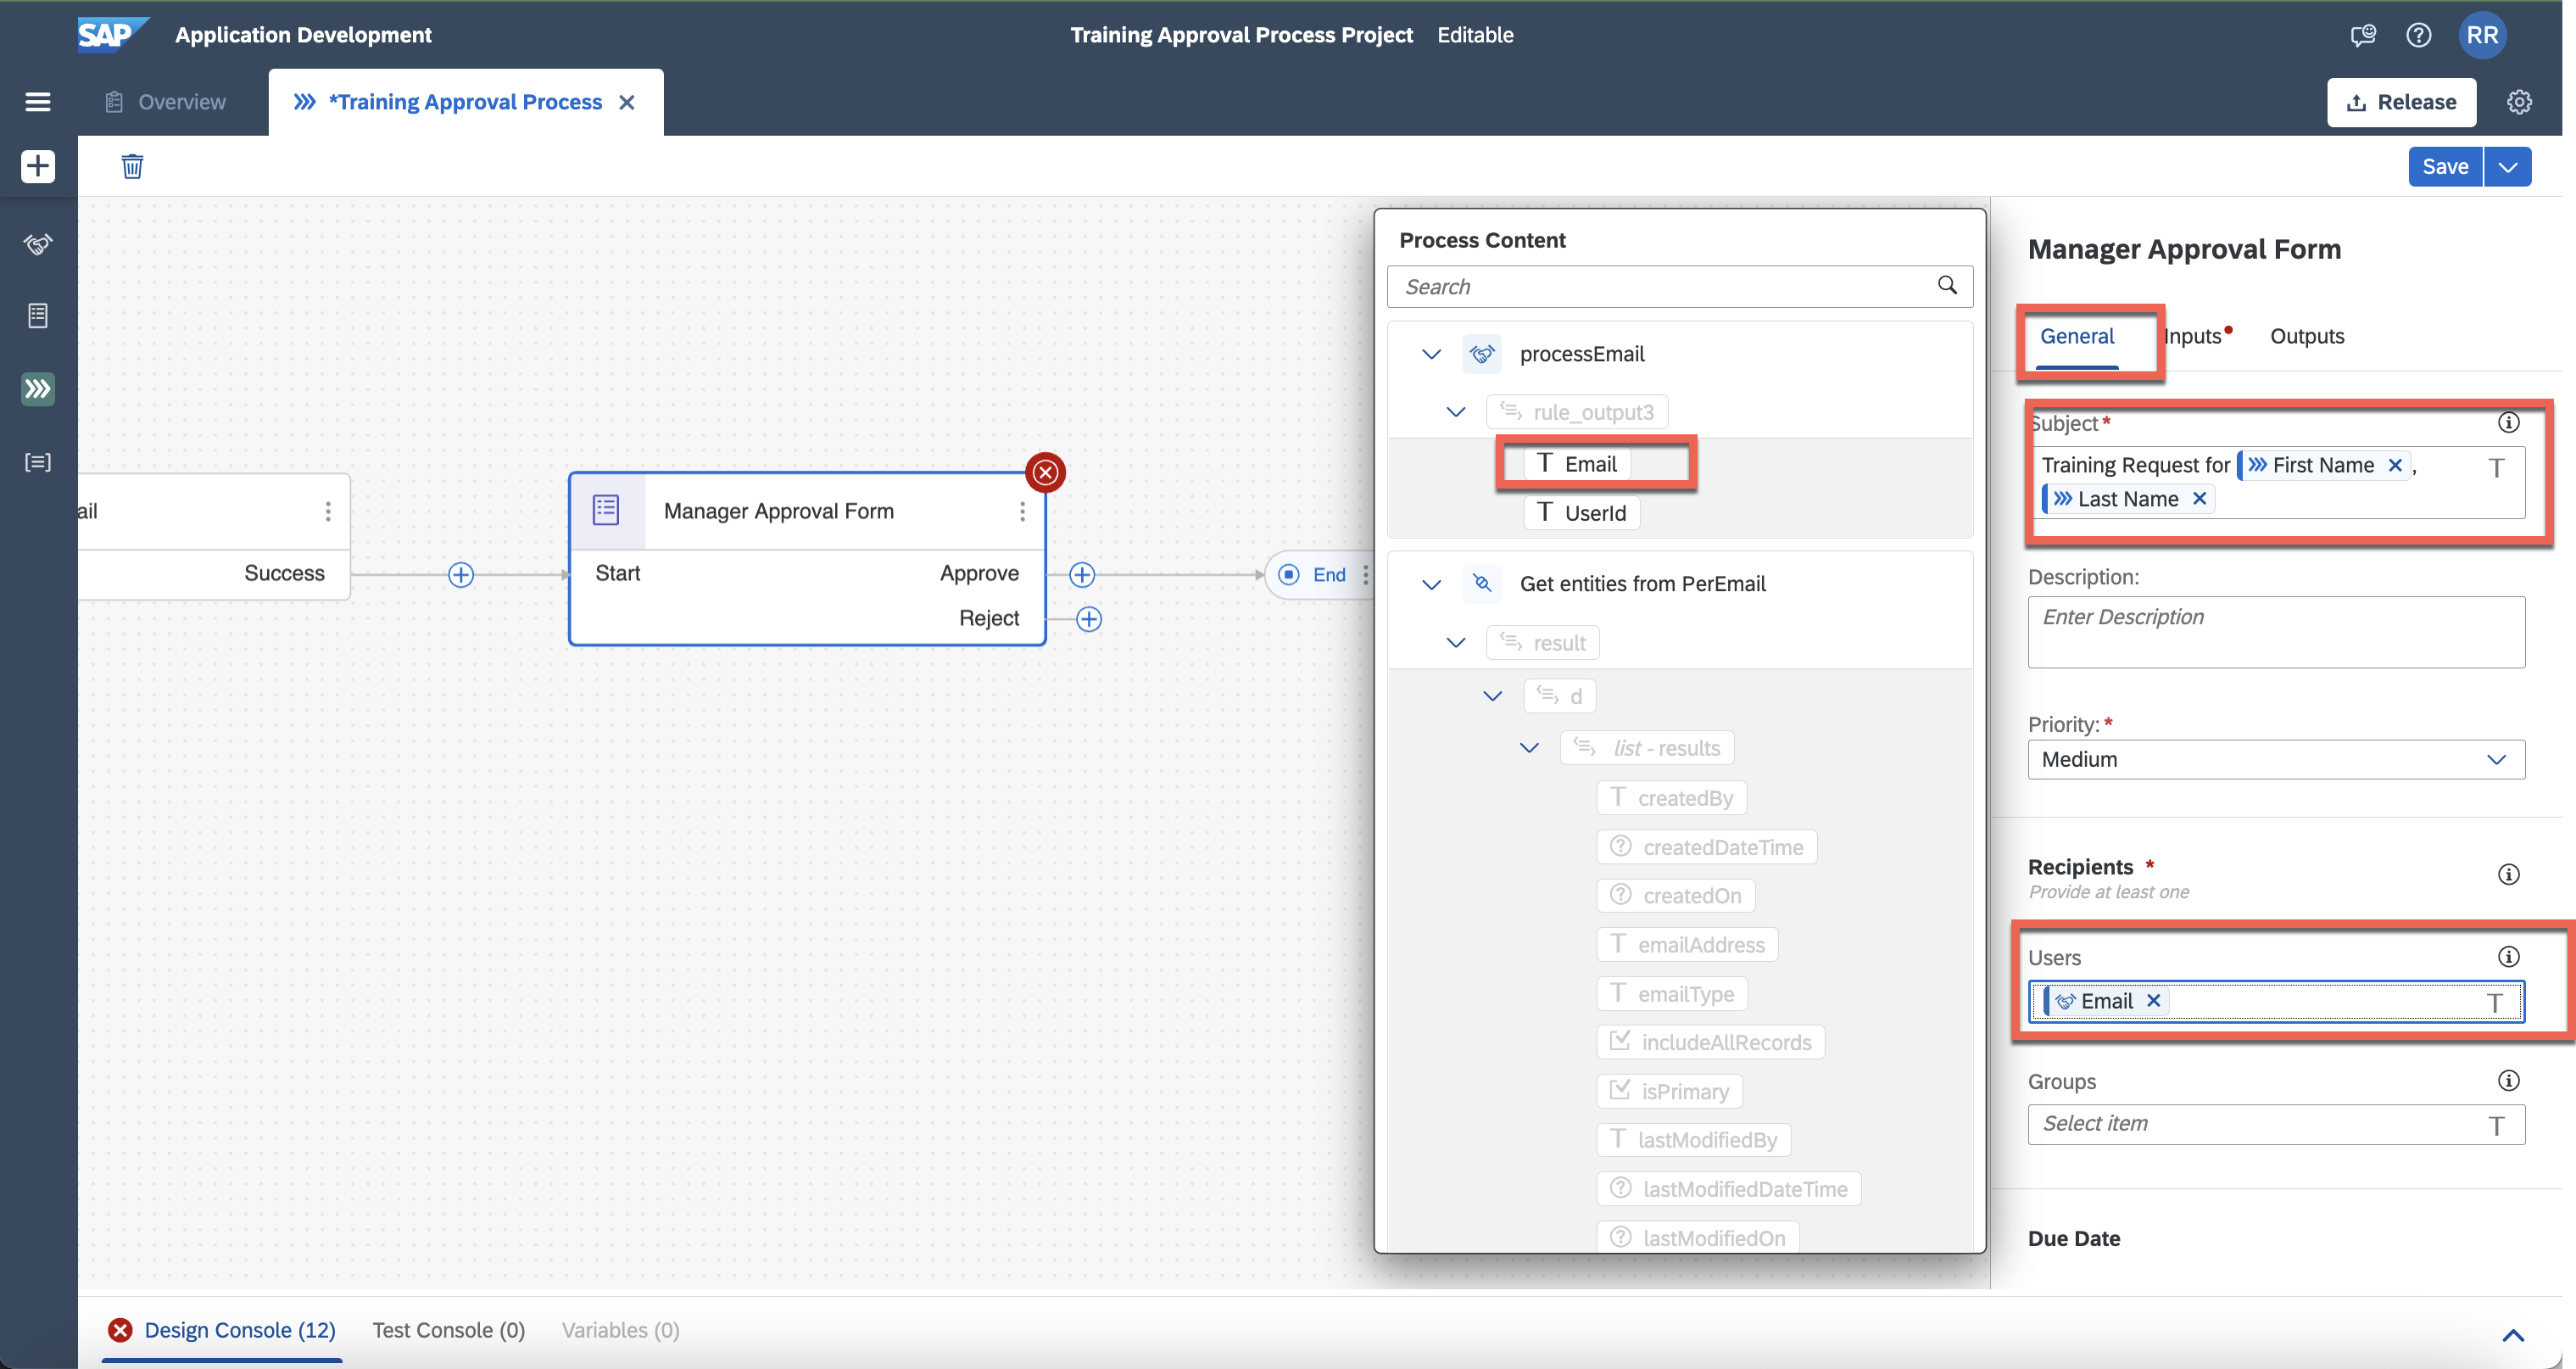 SAP Application Development
Training Approval Process Project Editable
RR
Overview
*Training Approval Process
Release
Save
ail
Success
Manager Approval Form
Start
Approve
Reject
End
Process Content
Search
processEmail
rule_output3
T Email
T UserId
Get entities from PerEmail
result
d
list - results
T createdBy
createdDateTime
createdOn
T emailAddress
T emailType
includeAllRecords
isPrimary
T lastModifiedBy
lastModifiedDateTime
lastModifiedOn
Manager Approval Form
General Inputs Outputs
Subject*
Training Request for First Name ,
Last Name
T
Description:
Enter Description
Priority: *
Medium
Recipients *
Provide at least one
Users
Email T
Groups
Select item T
Due Date
Design Console (12) Test Console (0) Variables (0)